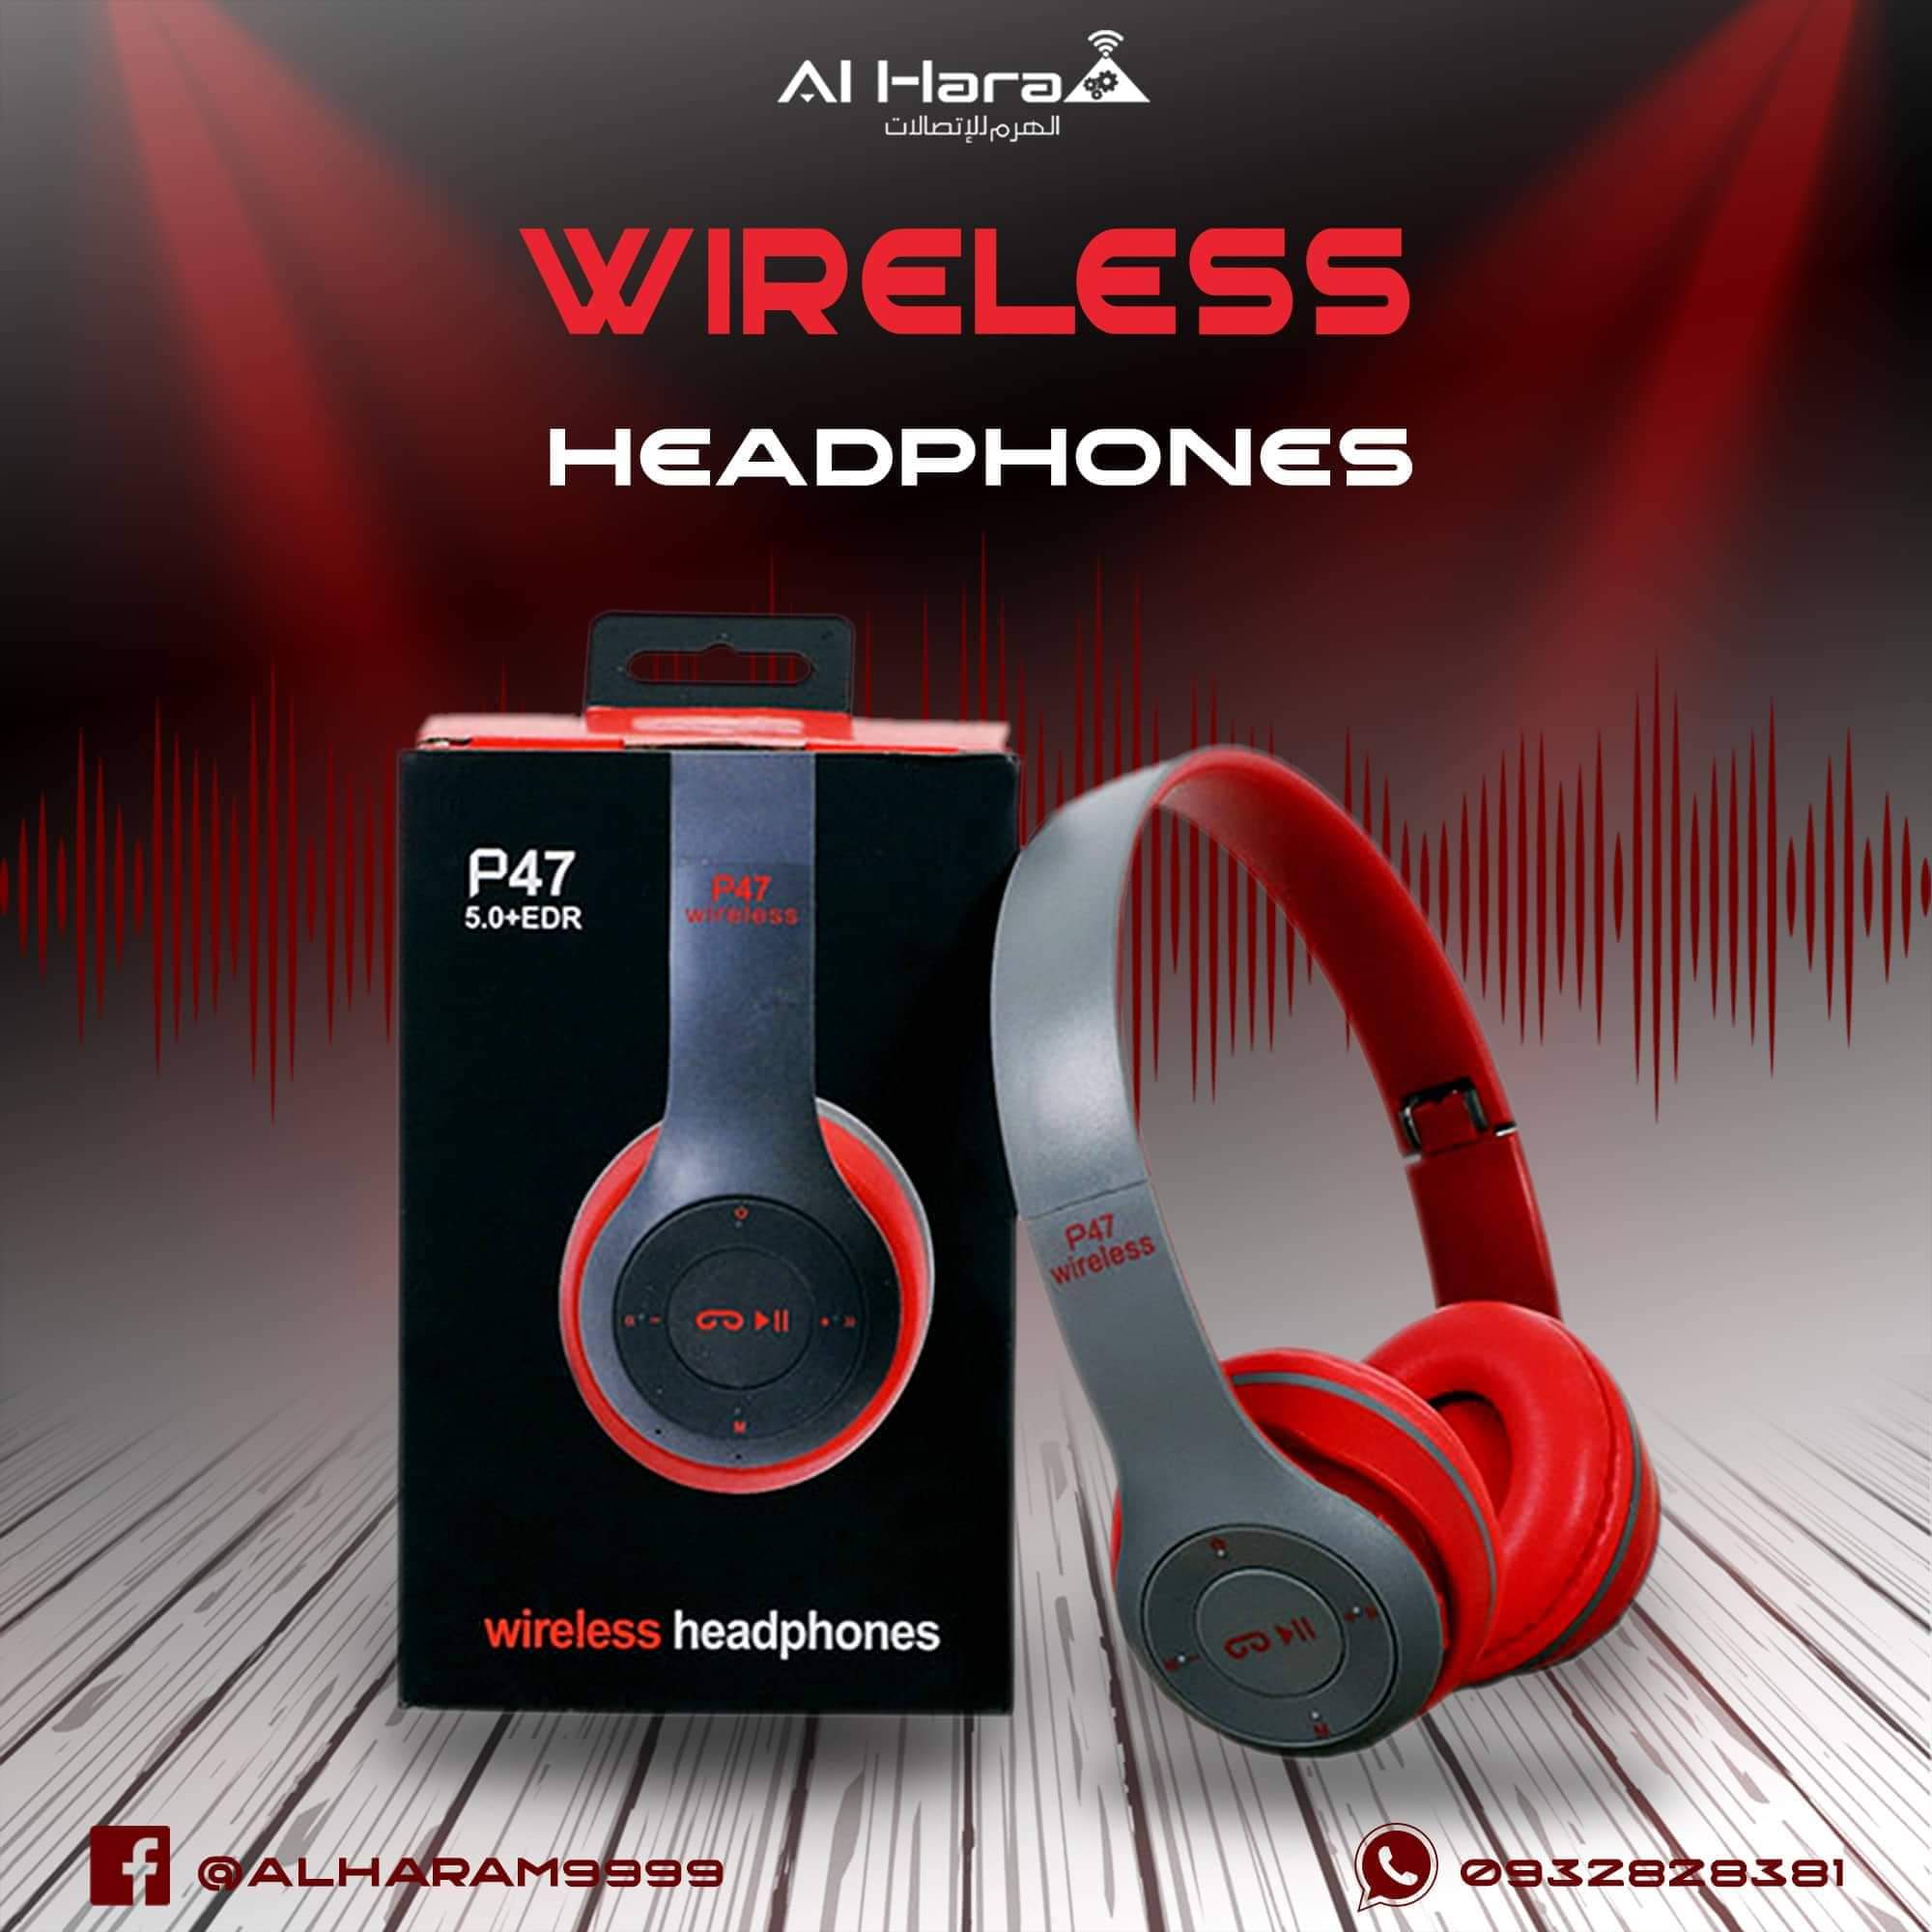 Al Hara
الهرم للإتصالات
WIRELESS
HEADPHONES
P47
5.0+EDR
P47
wireless
M
wireless headphones
P47
wireless
M
@ALHARAM9999
0932828381